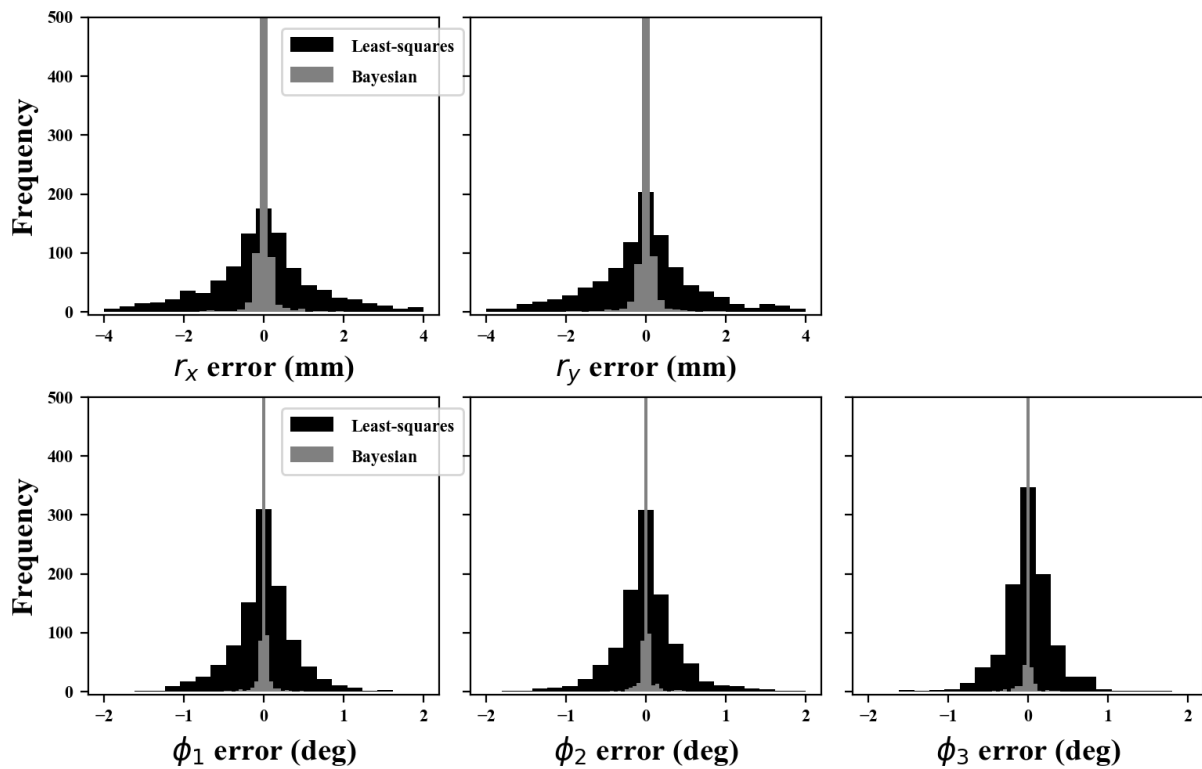 500
400
300
200
100
0
Frequency
Least-squares
Bayesian
−4 −2 0 2 4
−4 −2 0 2 4
r_x error (mm)
r_y error (mm)
500
400
300
200
100
0
Frequency
Least-squares
Bayesian
−2 −1 0 1 2
−2 −1 0 1 2
−2 −1 0 1 2
ϕ_1 error (deg)
ϕ_2 error (deg)
ϕ_3 error (deg)